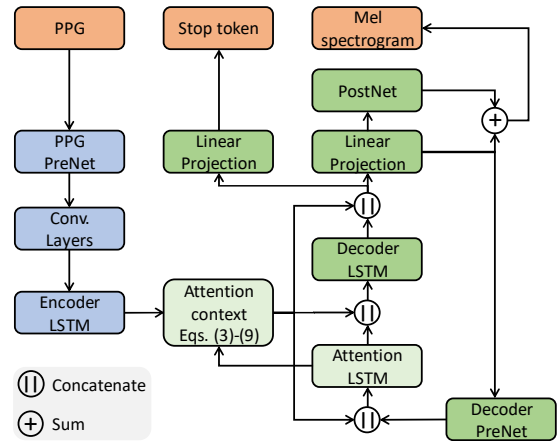 PPG
Stop token
Mel
spectrogram
PostNet
PPG
PreNet
Linear
Projection
Linear
Projection
Conv.
Layers
Decoder
LSTM
Encoder
LSTM
Attention
context
Eqs. (3)-(9)
Attention
LSTM
Concatenate
Sum
Decoder
PreNet